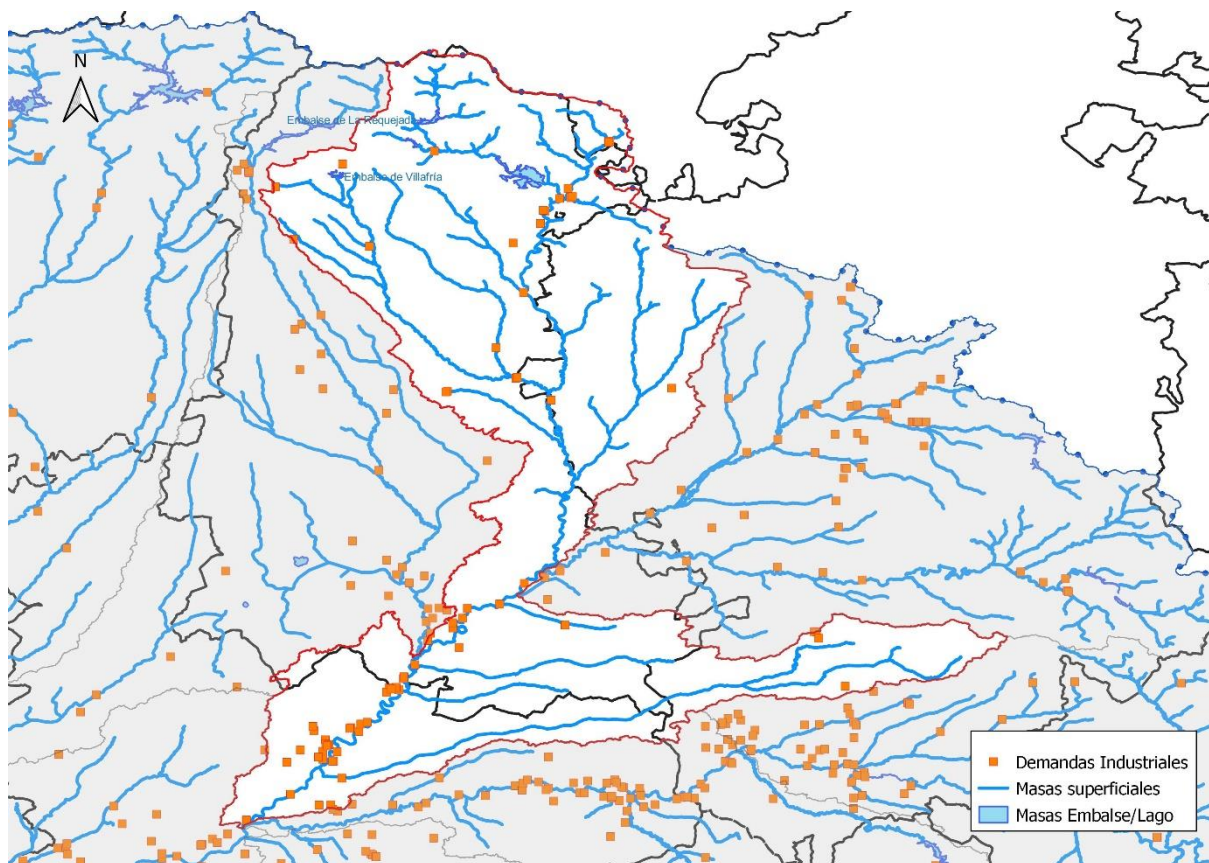 N
Embalse de La Requejada
Embalse de Villafría
Demandas Industriales
Masas superficiales
Masas Embalse/Lago